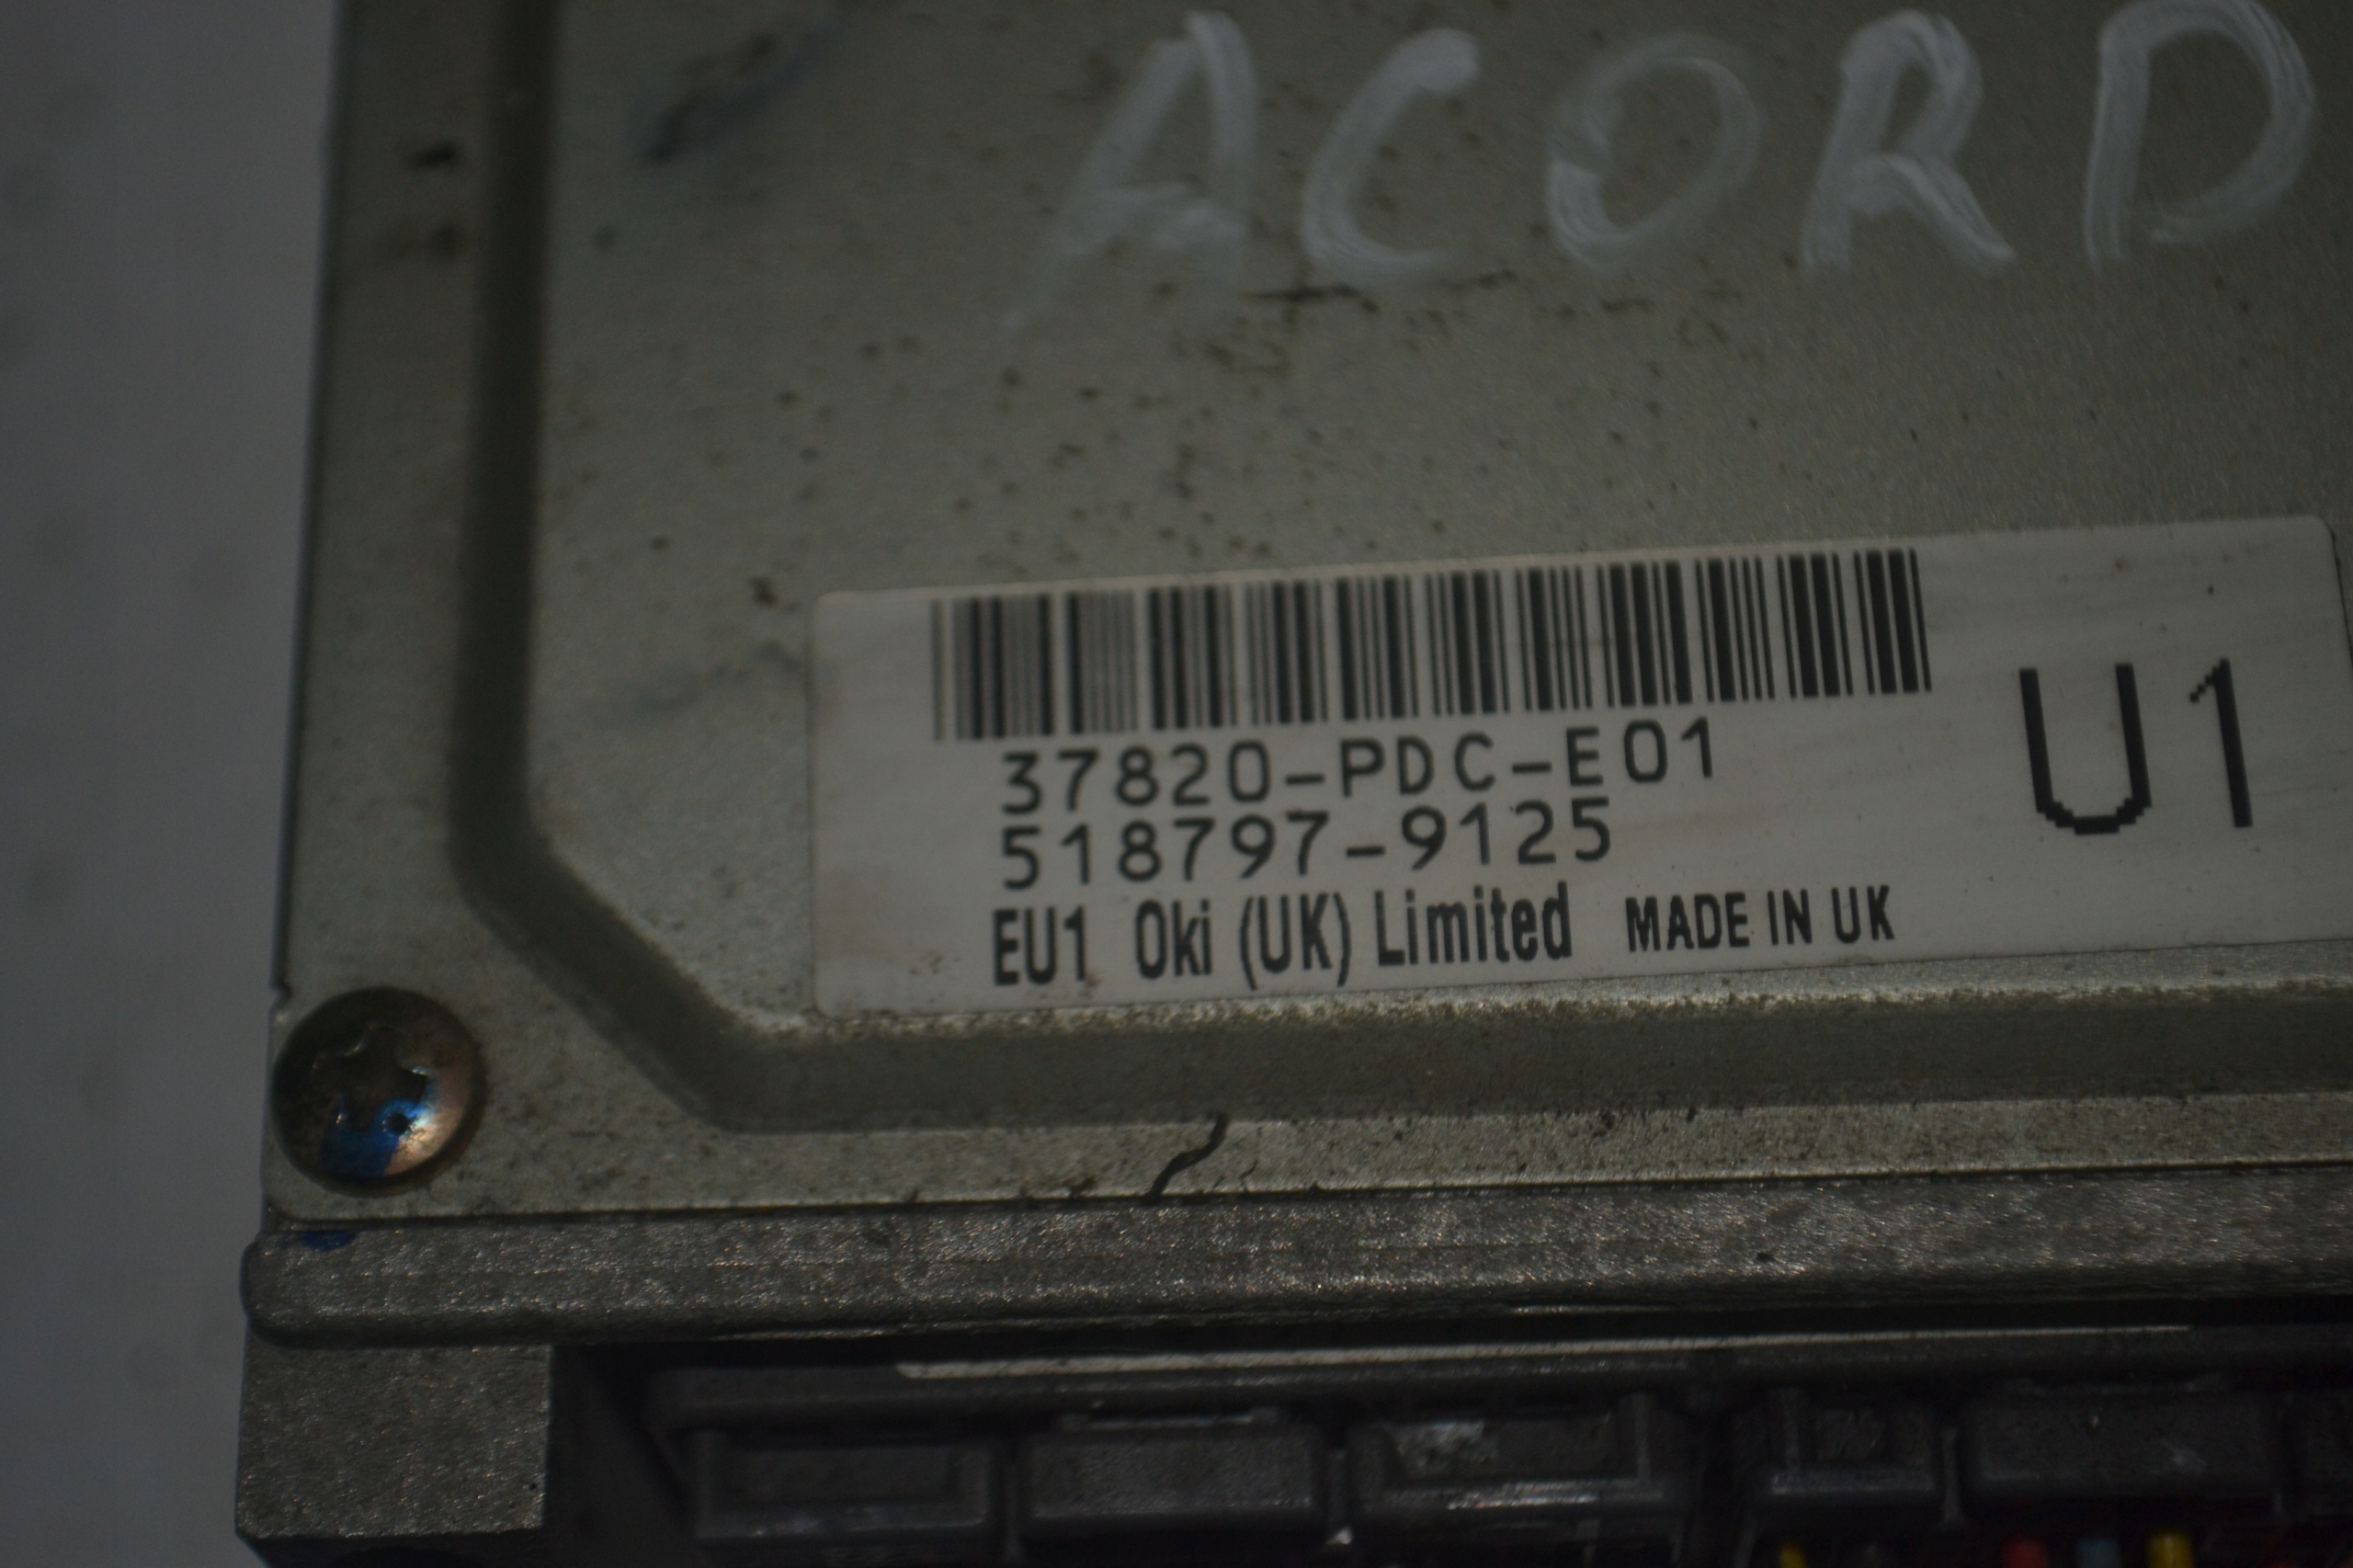 ACORD
37820-PDC-E01
518797-9125
U1
EU1 Oki (UK) Limited MADE IN UK